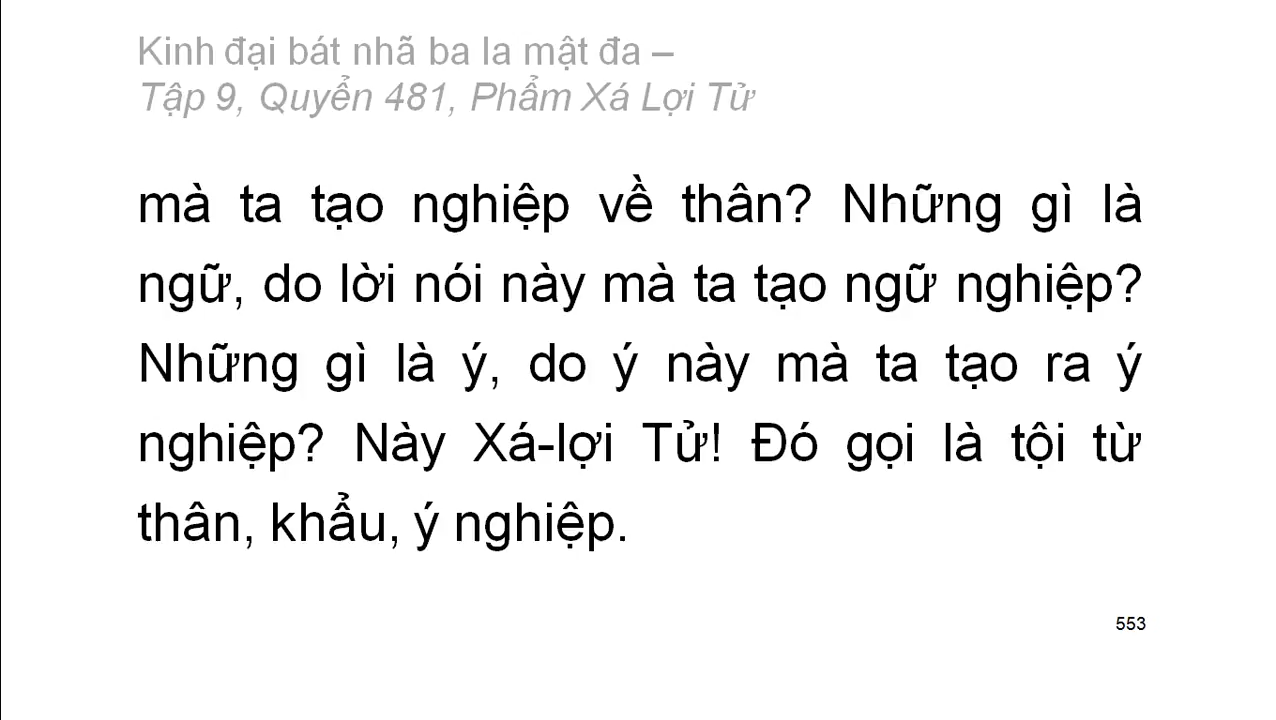 Kinh đại bát nhã ba la mật đa –
Tập 9, Quyển 481, Phẩm Xá Lợi Tử
mà ta tạo nghiệp về thân? Những gì là
ngữ, do lời nói này mà ta tạo ngữ nghiệp?
Những gì là ý, do ý này mà ta tạo ra ý
nghiệp? Này Xá-lợi Tử! Đó gọi là tội từ
thân, khẩu, ý nghiệp.
553